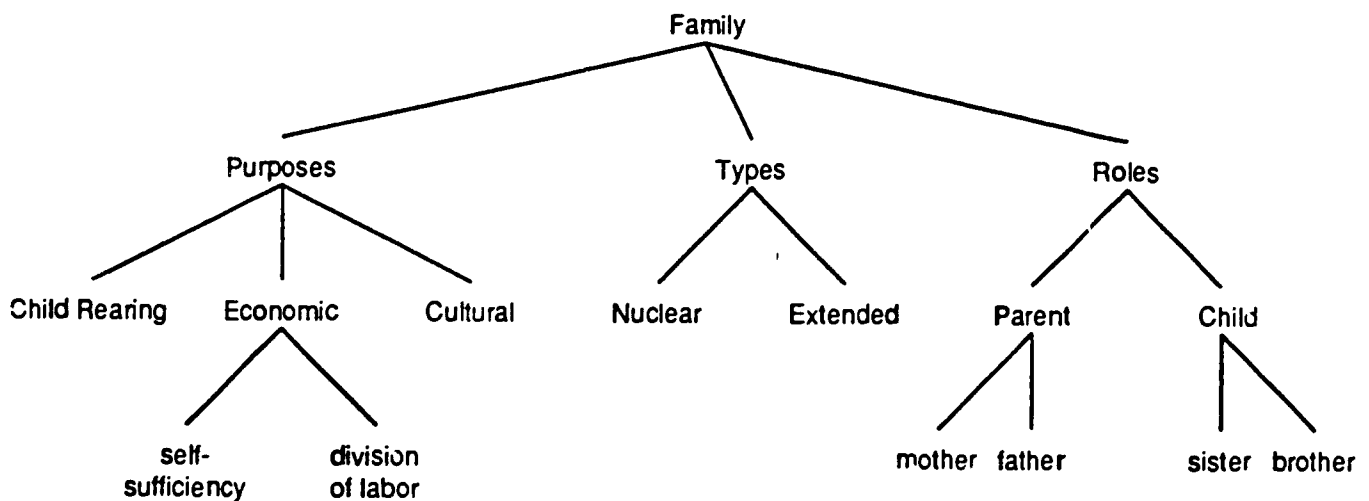 Family
Purposes
Types
Roles
Child Rearing
Economic
Cultural
Nuclear
Extended
Parent
Child
self-
sufficiency
division
of labor
mother
father
sister
brother